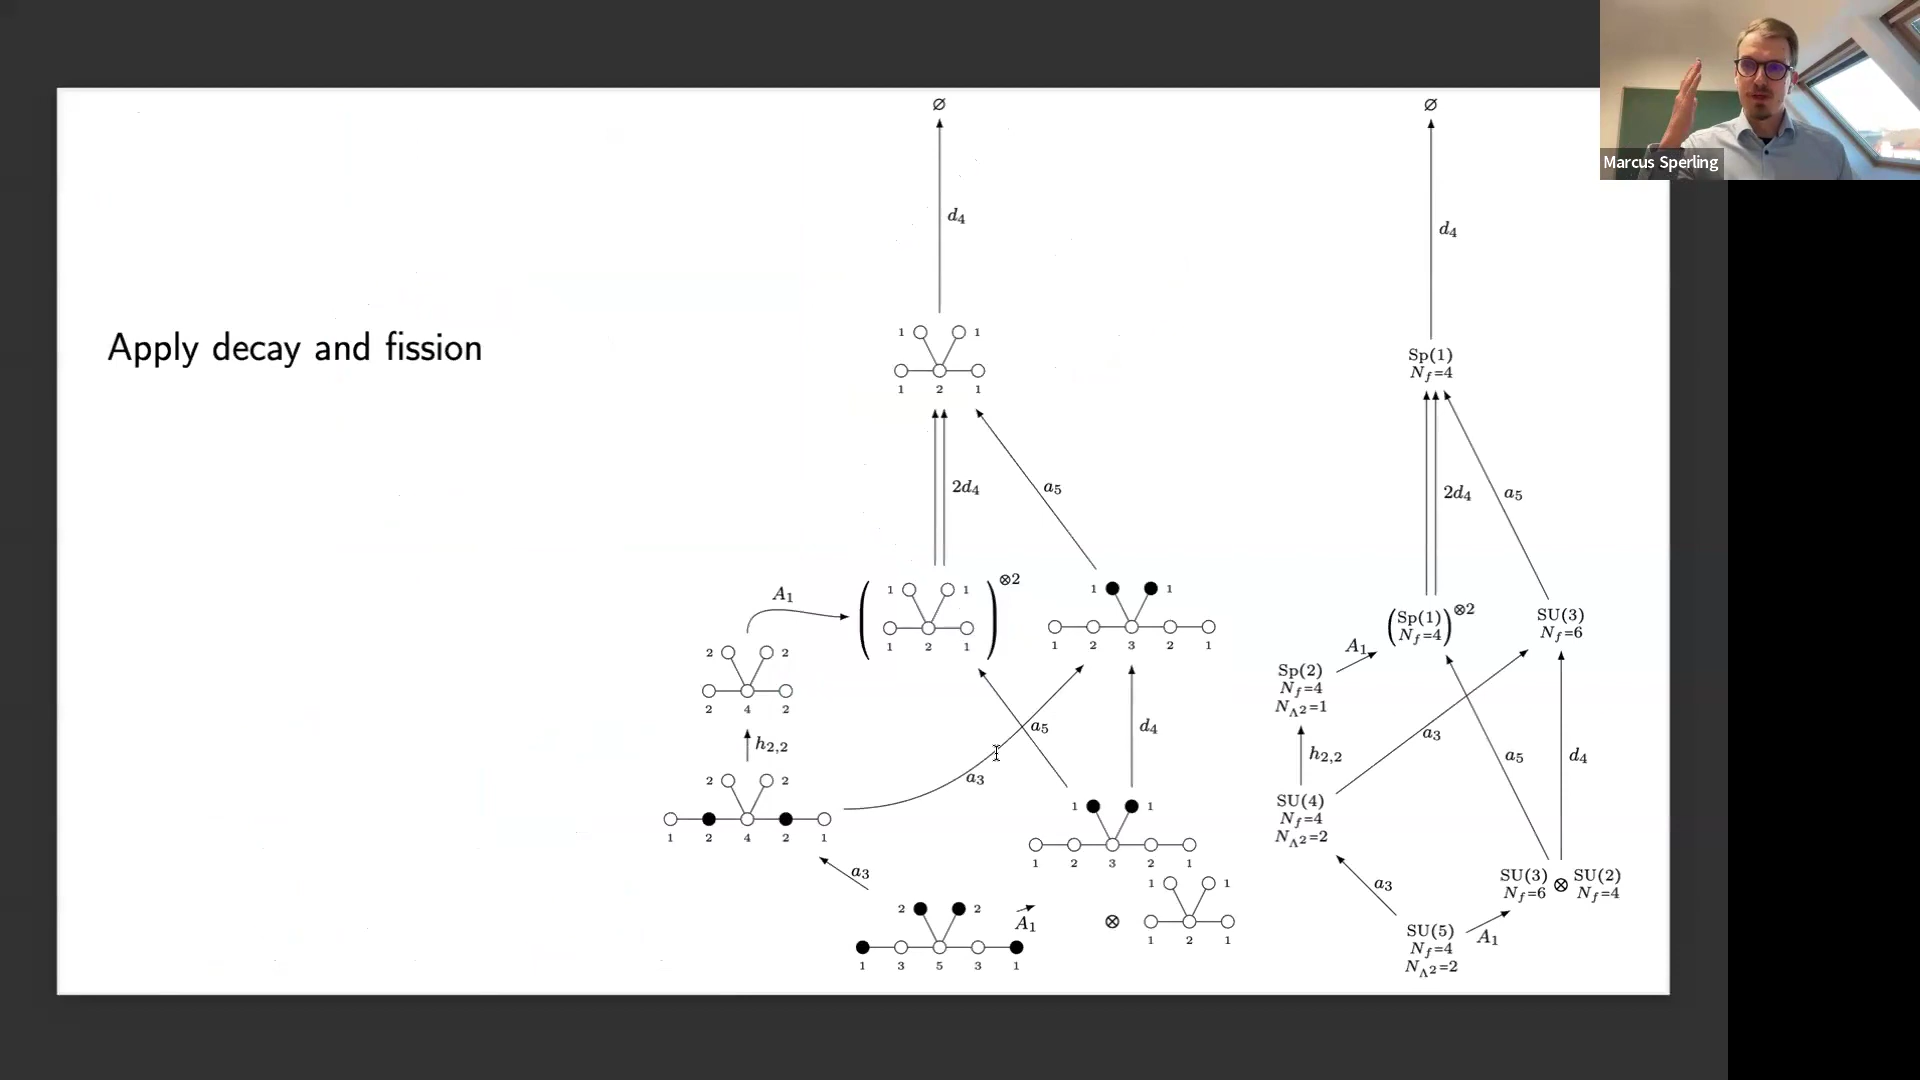 Marcus Sperling
Apply decay and fission
∅
d₄
1 1
1 2 1
2d₄
a₅
A₁
( 1 1
1 2 1 )⊗2
1 1
1 2 3 2 1
2 2
2 4 2
h₂,₂
a₅
d₄
a₃
2 2
1 2 4 2 1
a₃
1 1
1 2 3 2 1
⊗
1 1
1 2 1
A₁
2 2
1 3 5 3 1
∅
d₄
Sp(1)
N_f=4
2d₄
a₅
(Sp(1)
N_f=4)⊗2
SU(3)
N_f=6
A₁
Sp(2)
N_f=4
N_Λ²=1
h₂,₂
a₃
a₅
d₄
SU(4)
N_f=4
N_Λ²=2
a₃
SU(3) ⊗ SU(2)
N_f=6 N_f=4
A₁
SU(5)
N_f=4
N_Λ²=2